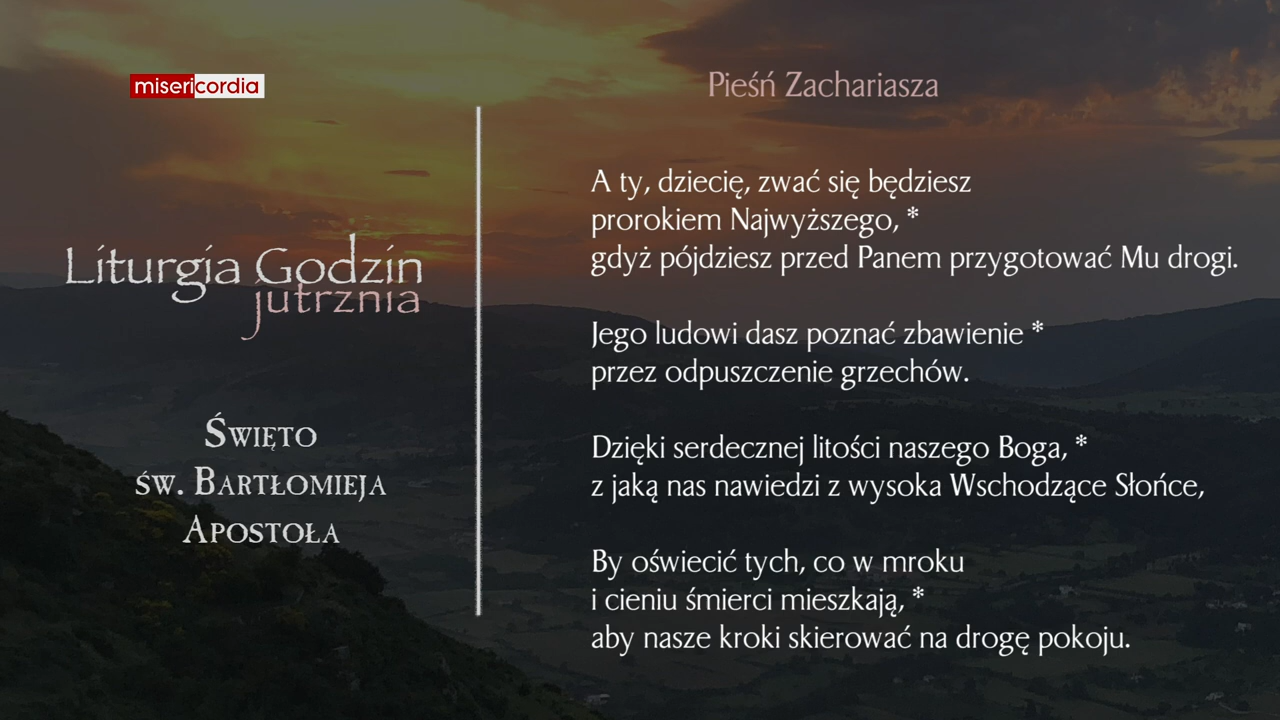 misericordia
Liturgia Godzin
jutrznia
Święto
św. Bartłomieja
Apostoła
Pieśń Zachariasza
A ty, dziecię, zwać się będziesz
prorokiem Najwyższego, *
gdyż pójdziesz przed Panem przygotować Mu drogi.
Jego ludowi dasz poznać zbawienie *
przez odpuszczenie grzechów.
Dzięki serdecznej litości naszego Boga, *
z jaką nas nawiedzi z wysoka Wschodzące Słońce,
By oświecić tych, co w mroku
i cieniu śmierci mieszkają, *
aby nasze kroki skierować na drogę pokoju.